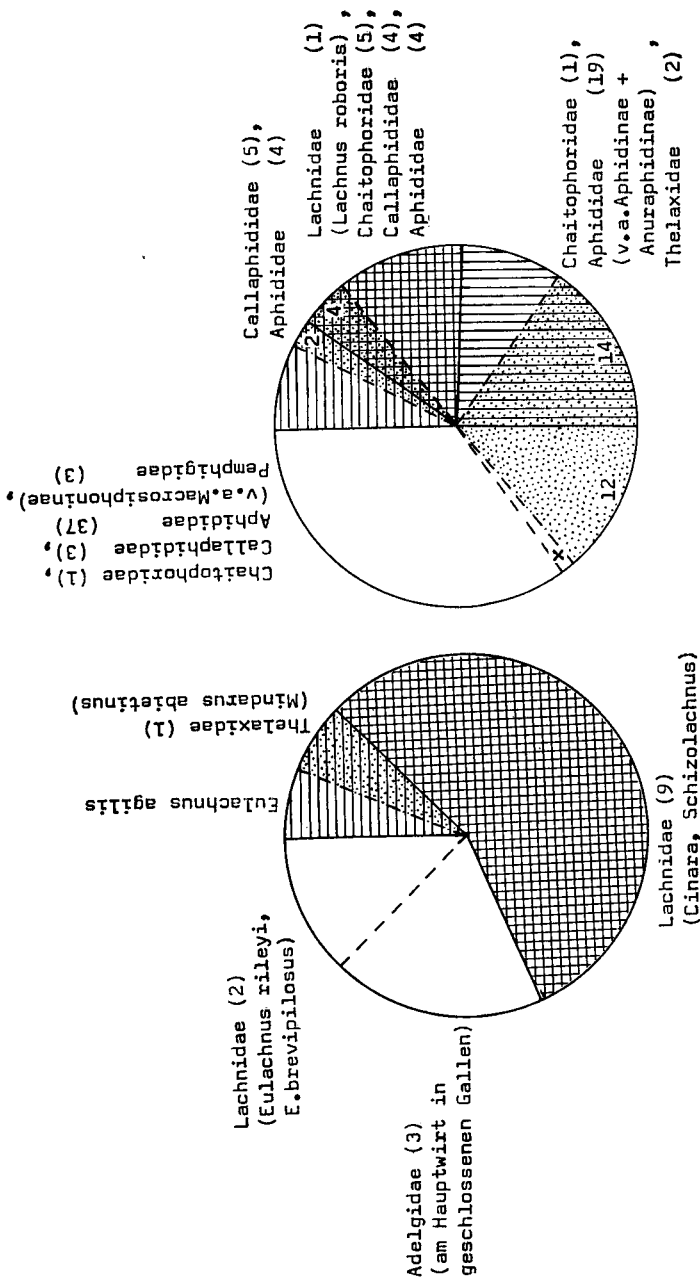 Callaphididae (5),
Aphididae (4)
Lachnidae (1)
(Lachnus roboris),
Chaitophoridae (5),
Callaphididae (4),
Aphididae (4)
Chaitophoridae (1),
Aphididae (19)
(v.a.Aphidinae +
Anuraphidinae),
Thelaxidae (2)
Chaitophoridae (1),
Callaphididae (3),
Aphididae (37)
(v.a.Macrosiphoninae),
Pemphigidae (3)
2
4
14
12
x
Lachnidae (2)
(Eulachnus rileyi,
E.brevipilosus)
Eulachnus agilis
Thelaxidae (1)
(Mindarus abietinus)
Adelgidae (3)
(am Hauptwirt in
geschlossenen Gallen)
Lachnidae (9)
(Cinara, Schizolachnus)